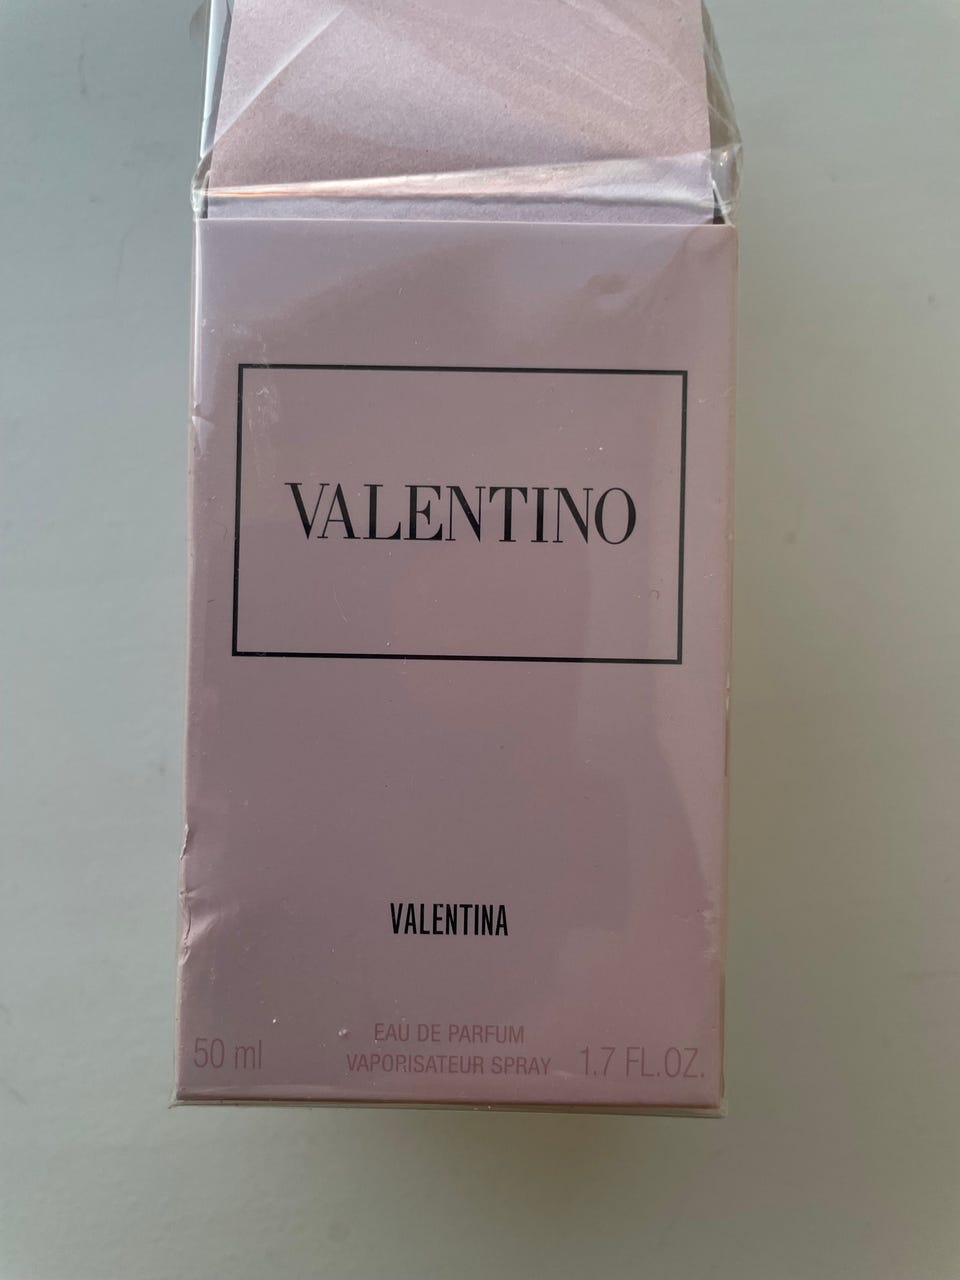 VALENTINO
VALENTINA
EAU DE PARFUM
50 ml VAPORISATEUR SPRAY 1.7 FL.OZ.